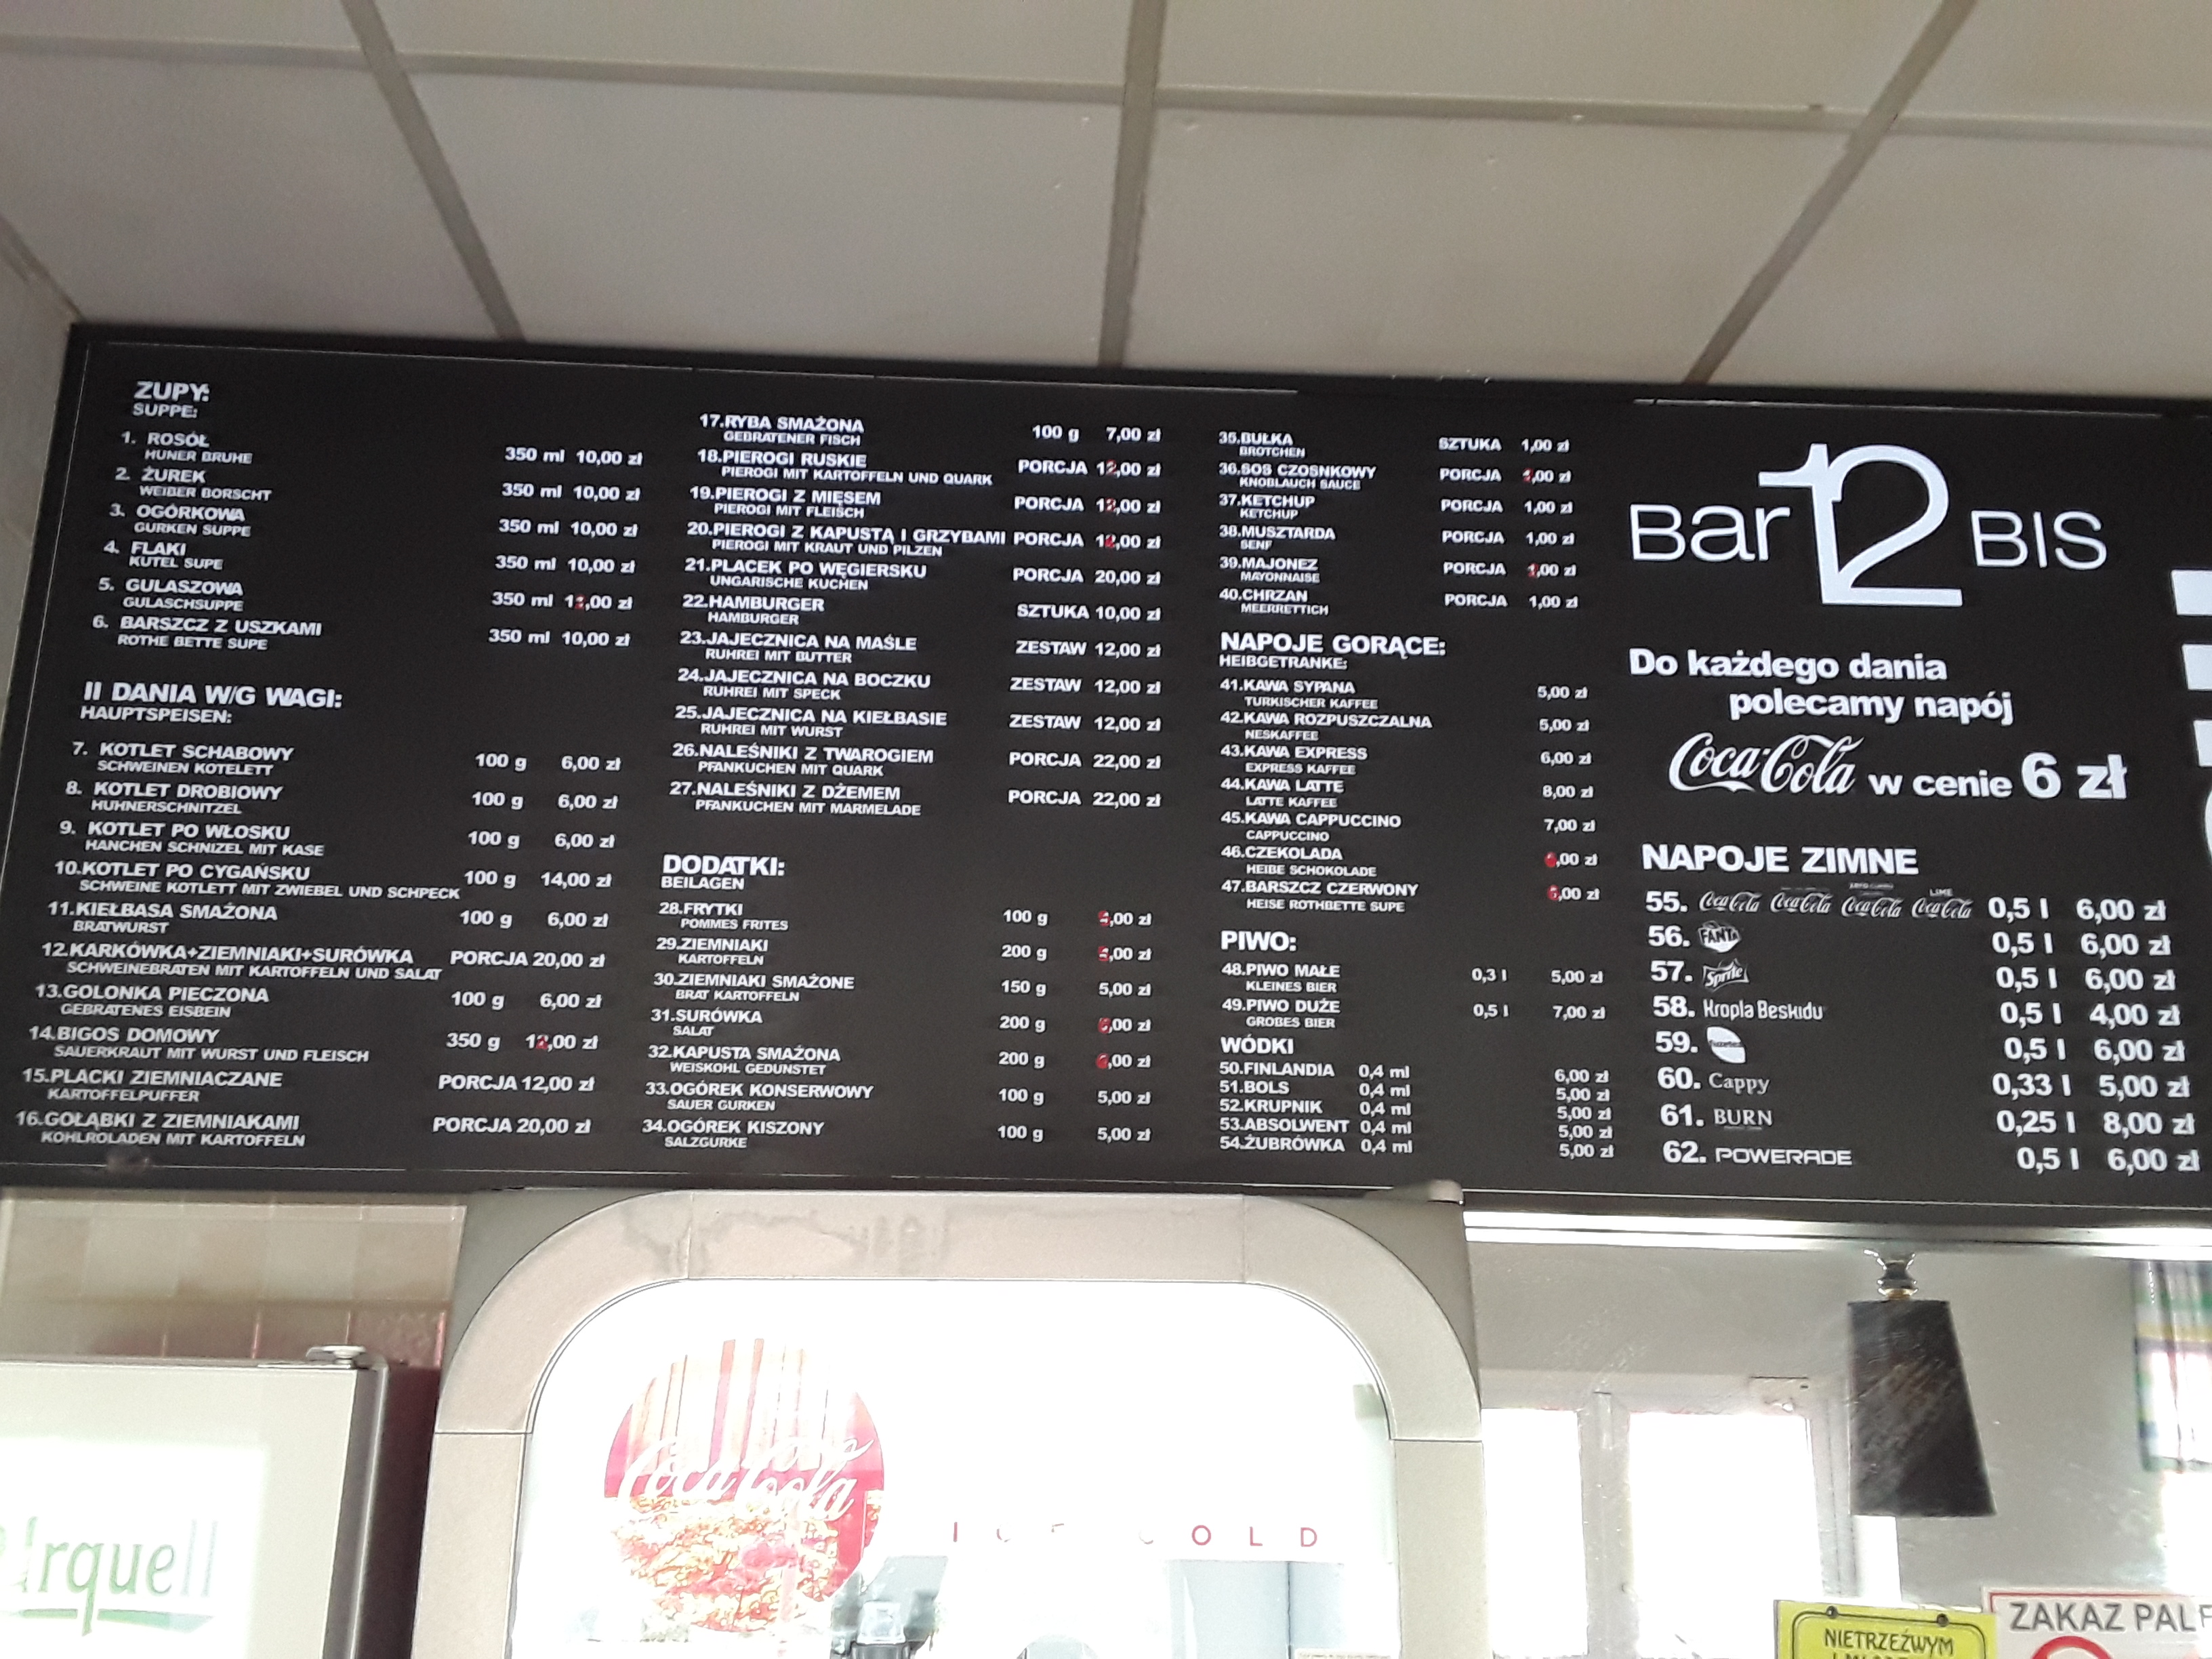 ZUPY:
SUPPE:
1. ROSÓŁ 350 ml 10,00 zł
HUNER BRUHE
2. ŻUREK 350 ml 10,00 zł
WEIBER BORSCHT
3. OGÓRKOWA 350 ml 10,00 zł
GURKEN SUPPE
4. FLAKI 350 ml 10,00 zł
KUTEL SUPE
5. GULASZOWA 350 ml
GULASCHSUPPE
6. BARSZCZ Z USZKAMI 350 ml 10,00 zł
ROTHE BETTE SUPE
II DANIA W/G WAGI:
HAUPTSPEISEN:
7. KOTLET SCHABOWY 100 g 6,00 zł
SCHWEINEN KOTELETT
8. KOTLET DROBIOWY 100 g 6,00 zł
HUHNERSCHNITZEL
9. KOTLET PO WŁOSKU 100 g 6,00 zł
HANCHEN SCHNIZEL MIT KASE
10.KOTLET PO CYGAŃSKU 100 g 14,00 zł
SCHWEINE KOTLETT MIT ZWIEBEL UND SCHPECK
11.KIEŁBASA SMAŻONA 100 g 6,00 zł
BRATWURST
12.KARKÓWKA+ZIEMNIAKI+SURÓWKA PORCJA 20,00 zł
SCHWEINEBRATEN MIT KARTOFFELN UND SALAT
13.GOLONKA PIECZONA 100 g 6,00 zł
GEBRATENES EISBEIN
14.BIGOS DOMOWY 350 g 12,00 zł
SAUERKRAUT MIT WURST UND FLEISCH
15.PLACKI ZIEMNIACZANE PORCJA 12,00 zł
KARTOFFELPUFFER
16.GOŁĄBKI Z ZIEMNIAKAMI PORCJA 20,00 zł
KOHLROLADEN MIT KARTOFFELN
17.RYBA SMAŻONA 100 g 7,00 zł
GEBRATENER FISCH
18.PIEROGI RUSKIE PORCJA 12,00 zł
PIEROGI MIT KARTOFFELN UND QUARK
19.PIEROGI Z MIĘSEM PORCJA 12,00 zł
PIEROGI MIT FLEISCH
20.PIEROGI Z KAPUSTĄ I GRZYBAMI PORCJA 12,00 zł
PIEROGI MIT KRAUT UND PILZEN
21.PLACEK PO WĘGIERSKU PORCJA 20,00 zł
UNGARISCHE KUCHEN
22.HAMBURGER SZTUKA 10,00 zł
HAMBURGER
23.JAJECZNICA NA MAŚLE ZESTAW 12,00 zł
RUHREI MIT BUTTER
24.JAJECZNICA NA BOCZKU ZESTAW 12,00 zł
RUHREI MIT SPECK
25.JAJECZNICA NA KIEŁBASIE ZESTAW 12,00 zł
RUHREI MIT WURST
26.NALEŚNIKI Z TWAROGIEM PORCJA 22,00 zł
PFANKUCHEN MIT QUARK
27.NALEŚNIKI Z DŻEMEM PORCJA 22,00 zł
PFANKUCHEN MIT MARMELADE
DODATKI:
BEILAGEN
28.FRYTKI 100 g
POMMES FRITES
29.ZIEMNIAKI 200 g
KARTOFFELN
30.ZIEMNIAKI SMAŻONE 150 g 5,00 zł
BRAT KARTOFFELN
31.SURÓWKA 200 g
SALAT
32.KAPUSTA SMAŻONA 200 g
WEISKOHL GEDUNSTET
33.OGÓREK KONSERWOWY 100 g 5,00 zł
SAUER GURKEN
34.OGÓREK KISZONY 100 g 5,00 zł
SALZGURKE
35.BUŁKA SZTUKA 1,00 zł
BROTCHEN
36.SOS CZOSNKOWY PORCJA
KNOBLAUCH SAUCE
37.KETCHUP PORCJA 1,00 zł
KETCHUP
38.MUSZTARDA PORCJA 1,00 zł
SENF
39.MAJONEZ PORCJA
MAYONNAISE
40.CHRZAN PORCJA 1,00 zł
MEERRETTICH
NAPOJE GORĄCE:
HEIBGETRANKE:
41.KAWA SYPANA 5,00 zł
TURKISCHER KAFFEE
42.KAWA ROZPUSZCZALNA 5,00 zł
NESKAFFEE
43.KAWA EXPRESS 6,00 zł
EXPRESS KAFFEE
44.KAWA LATTE 8,00 zł
LATTE KAFFEE
45.KAWA CAPPUCCINO 7,00 zł
CAPPUCCINO
46.CZEKOLADA
HEIBE SCHOKOLADE
47.BARSZCZ CZERWONY
HEISE ROTHBETTE SUPE
PIWO:
48.PIWO MAŁE 0,3 l 5,00 zł
KLEINES BIER
49.PIWO DUŻE 0,5 l 7,00 zł
GROBES BIER
WÓDKI
50.FINLANDIA 0,4 ml 6,00 zł
51.BOLS 0,4 ml 5,00 zł
52.KRUPNIK 0,4 ml 5,00 zł
53.ABSOLWENT 0,4 ml 5,00 zł
54.ŻUBRÓWKA 0,4 ml 5,00 zł
Bar 12 BIS
Do każdego dania
polecamy napój
Coca-Cola w cenie 6 zł
NAPOJE ZIMNE
55. Coca-Cola Coca-Cola Coca-Cola LIME Coca-Cola 0,5 l 6,00 zł
56. FANTA 0,5 l 6,00 zł
57. Sprite 0,5 l 6,00 zł
58. Kropla Beskidu 0,5 l 4,00 zł
59. fuzetea 0,5 l 6,00 zł
60. Cappy 0,33 l 5,00 zł
61. BURN 0,25 l 8,00 zł
62. POWERADE 0,5 l 6,00 zł
Coca-Cola
ICE COLD
Urquell
NIETRZEŹWYM
ZAKAZ PAL